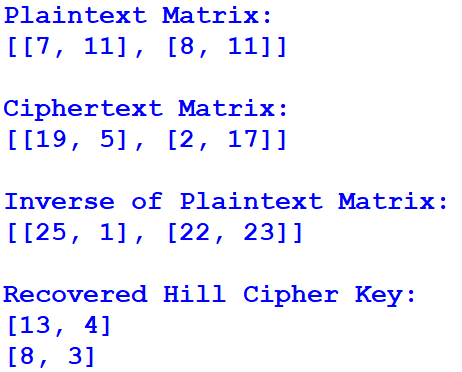 Plaintext Matrix:
[[7, 11], [8, 11]]
Ciphertext Matrix:
[[19, 5], [2, 17]]
Inverse of Plaintext Matrix:
[[25, 1], [22, 23]]
Recovered Hill Cipher Key:
[13, 4]
[8, 3]